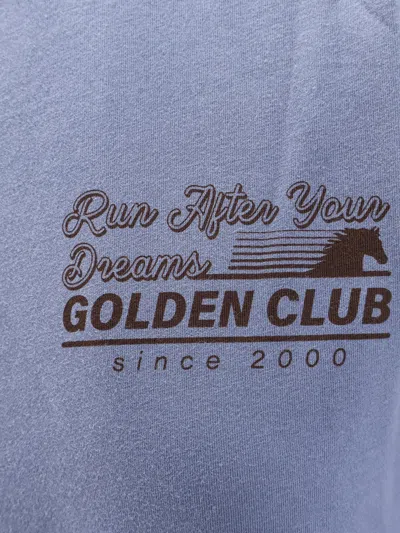 Run After Your
Dreams
GOLDEN CLUB
since 2000